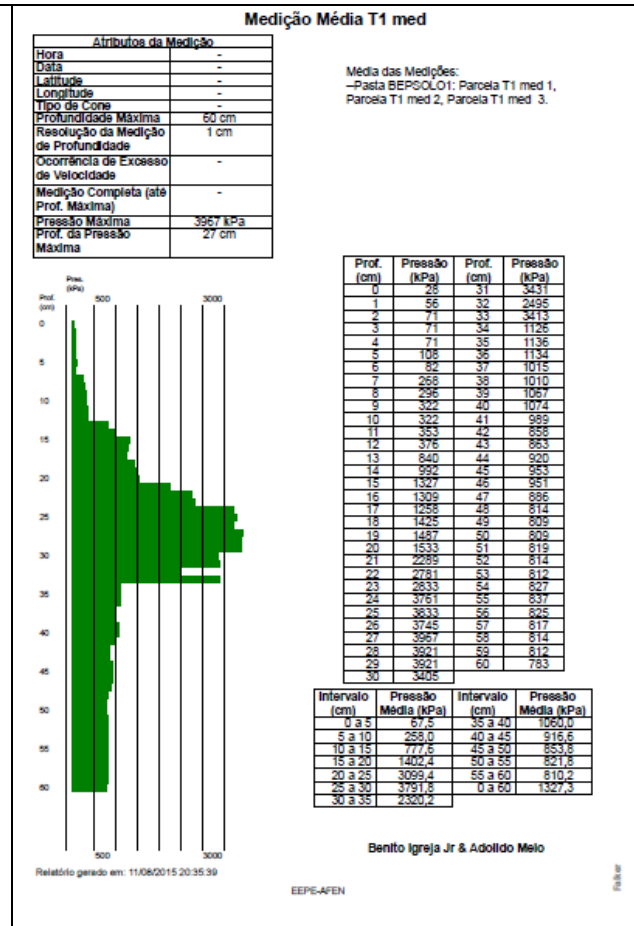 Medição Média T1 med
Atributos da Medição
Hora -
Data -
Latitude -
Longitude -
Tipo de Cone -
Profundidade Máxima 60 cm
Resolução da Medição 1 cm
de Profundidade
Ocorrência de Excesso -
de Velocidade
Medição Completa (até -
Prof. Máxima)
Pressão Máxima 3967 kPa
Prof. da Pressão 27 cm
Máxima
Média das Medições:
--Pasta BEPSOLO1: Parcela T1 med 1,
Parcela T1 med 2, Parcela T1 med 3.
Pres.
(kPa)
Prof. 500 3000
(cm)
0
5
10
15
20
25
30
35
40
45
50
55
60
500 3000
Prof. Pressão Prof. Pressão
(cm) (kPa) (cm) (kPa)
0 28 31 3431
1 56 32 2495
2 71 33 3413
3 71 34 1126
4 71 35 1136
5 108 36 1134
6 82 37 1015
7 268 38 1010
8 296 39 1067
9 322 40 1074
10 322 41 989
11 353 42 858
12 376 43 863
13 840 44 920
14 992 45 953
15 1327 46 951
16 1309 47 886
17 1258 48 814
18 1425 49 809
19 1487 50 809
20 1533 51 819
21 2289 52 814
22 2781 53 812
23 2833 54 827
24 3761 55 837
25 3833 56 825
26 3745 57 817
27 3967 58 814
28 3921 59 812
29 3921 60 783
30 3405
Intervalo Pressão Intervalo Pressão
(cm) Média (kPa) (cm) Média (kPa)
0 a 5 67,5 35 a 40 1060,0
5 a 10 258,0 40 a 45 916,6
10 a 15 777,6 45 a 50 853,8
15 a 20 1402,4 50 a 55 821,8
20 a 25 3099,4 55 a 60 810,2
25 a 30 3791,8 0 a 60 1327,3
30 a 35 2320,2
Benito Igreja Jr & Adolido Melo
Relatório gerado em: 11/08/2015 20:35:39
EEPE-AFEN
Falker